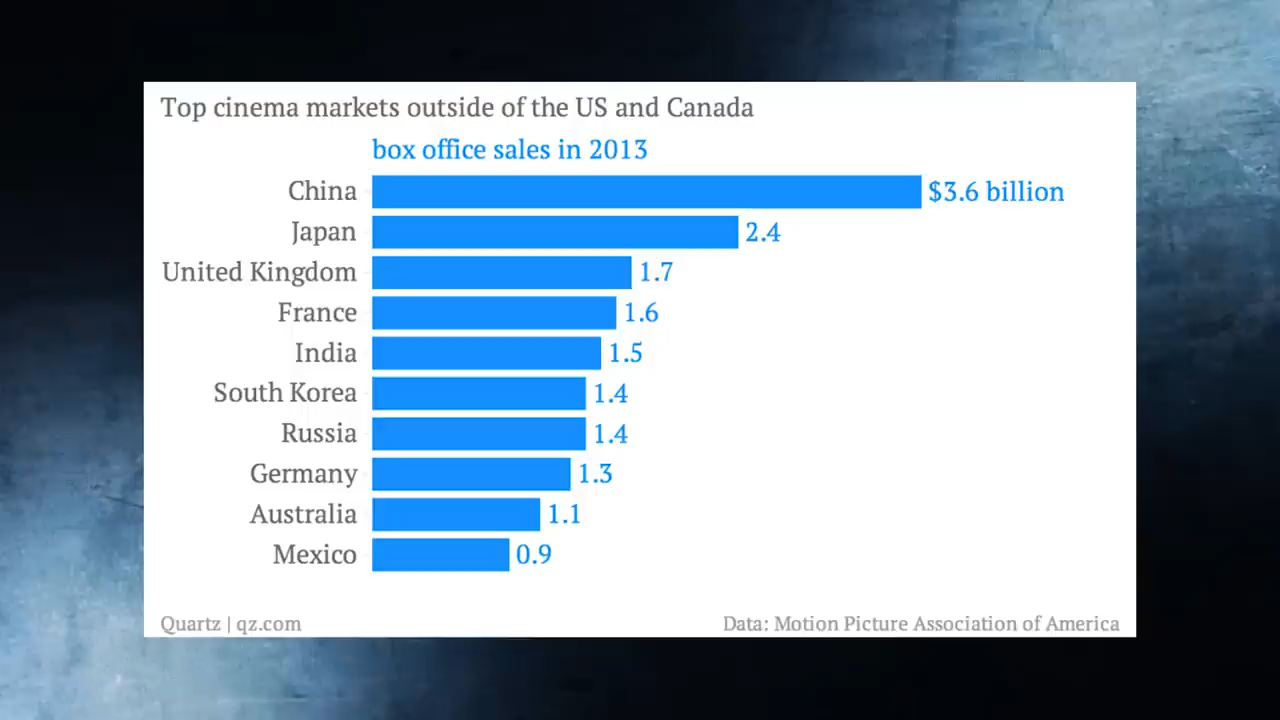 Top cinema markets outside of the US and Canada
box office sales in 2013
China $3.6 billion
Japan 2.4
United Kingdom 1.7
France 1.6
India 1.5
South Korea 1.4
Russia 1.4
Germany 1.3
Australia 1.1
Mexico 0.9
Quartz | qz.com Data: Motion Picture Association of America